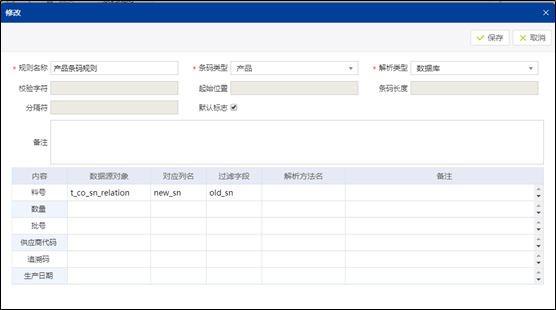 修改
保存 取消
* 规则名称 产品条码规则 * 条码类型 产品 * 解析类型 数据库
校验字符 起始位置 条码长度
分隔符 默认标志
备注
内容 数据源对象 对应列名 过滤字段 解析方法名 备注
料号 t_co_sn_relation new_sn old_sn
数量
批号
供应商代码
追溯码
生产日期